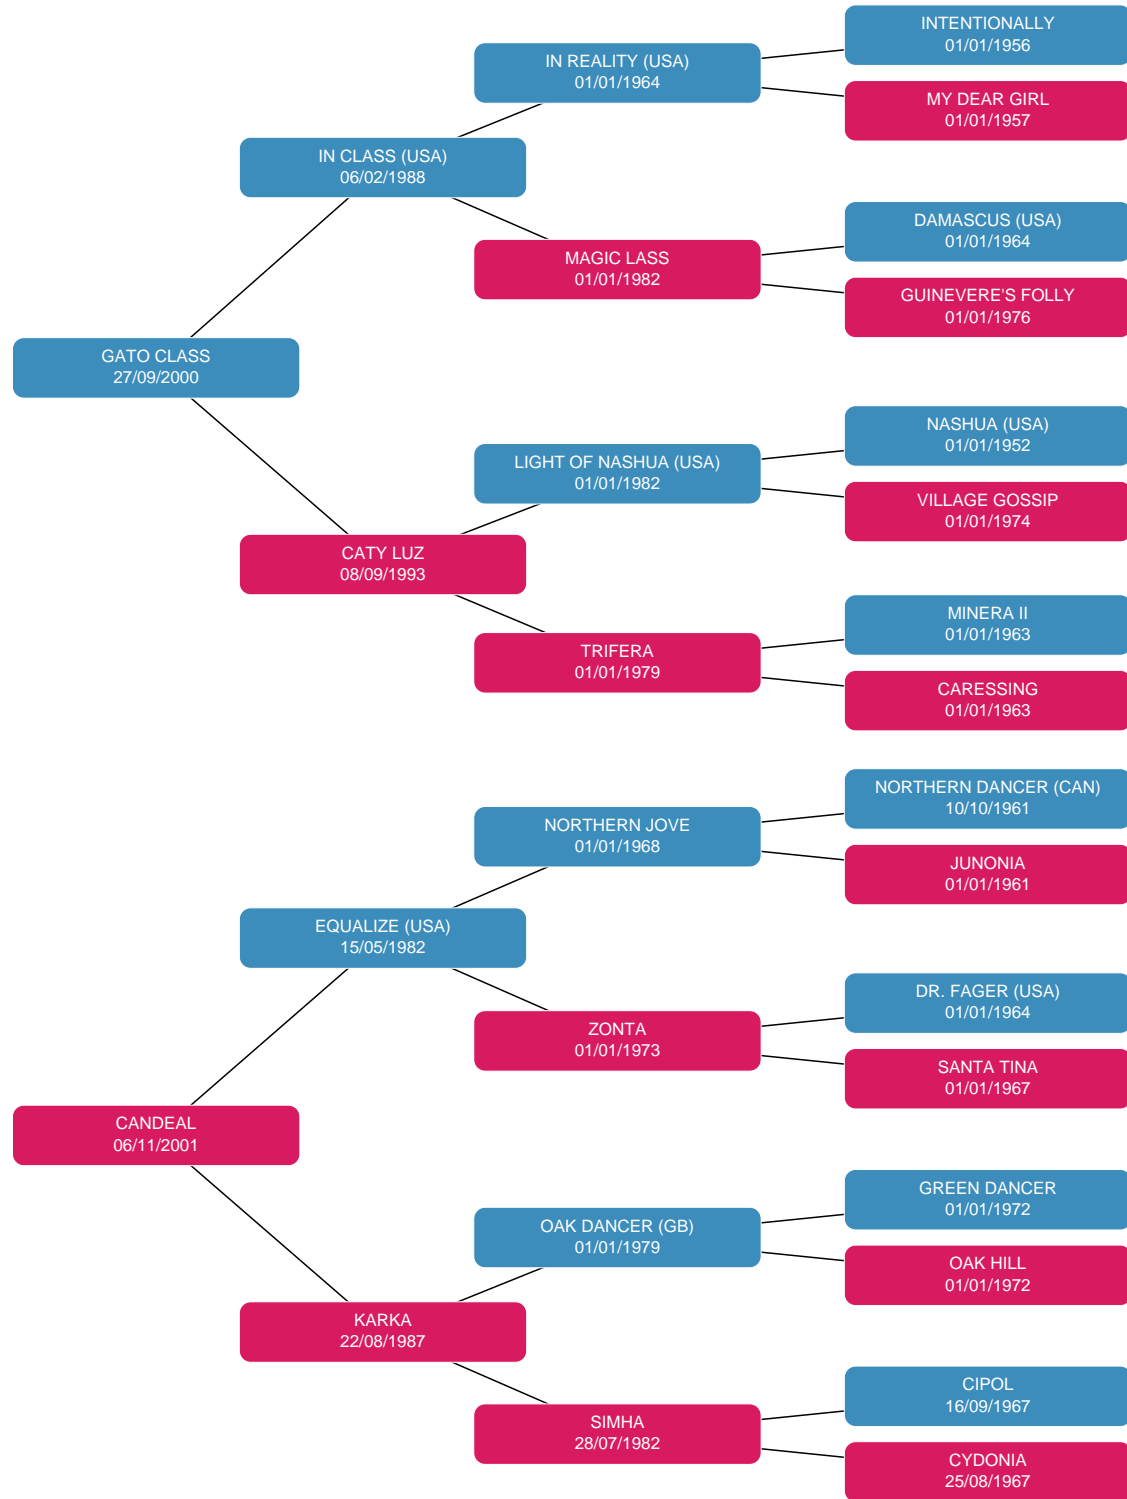 INTENTIONALLY
01/01/1956
IN REALITY (USA)
01/01/1964
MY DEAR GIRL
01/01/1957
IN CLASS (USA)
06/02/1988
DAMASCUS (USA)
01/01/1964
MAGIC LASS
01/01/1982
GUINEVERE'S FOLLY
01/01/1976
GATO CLASS
27/09/2000
NASHUA (USA)
01/01/1952
LIGHT OF NASHUA (USA)
01/01/1982
VILLAGE GOSSIP
01/01/1974
CATY LUZ
08/09/1993
MINERA II
01/01/1963
TRIFERA
01/01/1979
CARESSING
01/01/1963
NORTHERN DANCER (CAN)
10/10/1961
NORTHERN JOVE
01/01/1968
JUNONIA
01/01/1961
EQUALIZE (USA)
15/05/1982
DR. FAGER (USA)
01/01/1964
ZONTA
01/01/1973
SANTA TINA
01/01/1967
CANDEAL
06/11/2001
GREEN DANCER
01/01/1972
OAK DANCER (GB)
01/01/1979
OAK HILL
01/01/1972
KARKA
22/08/1987
CIPOL
16/09/1967
SIMHA
28/07/1982
CYDONIA
25/08/1967